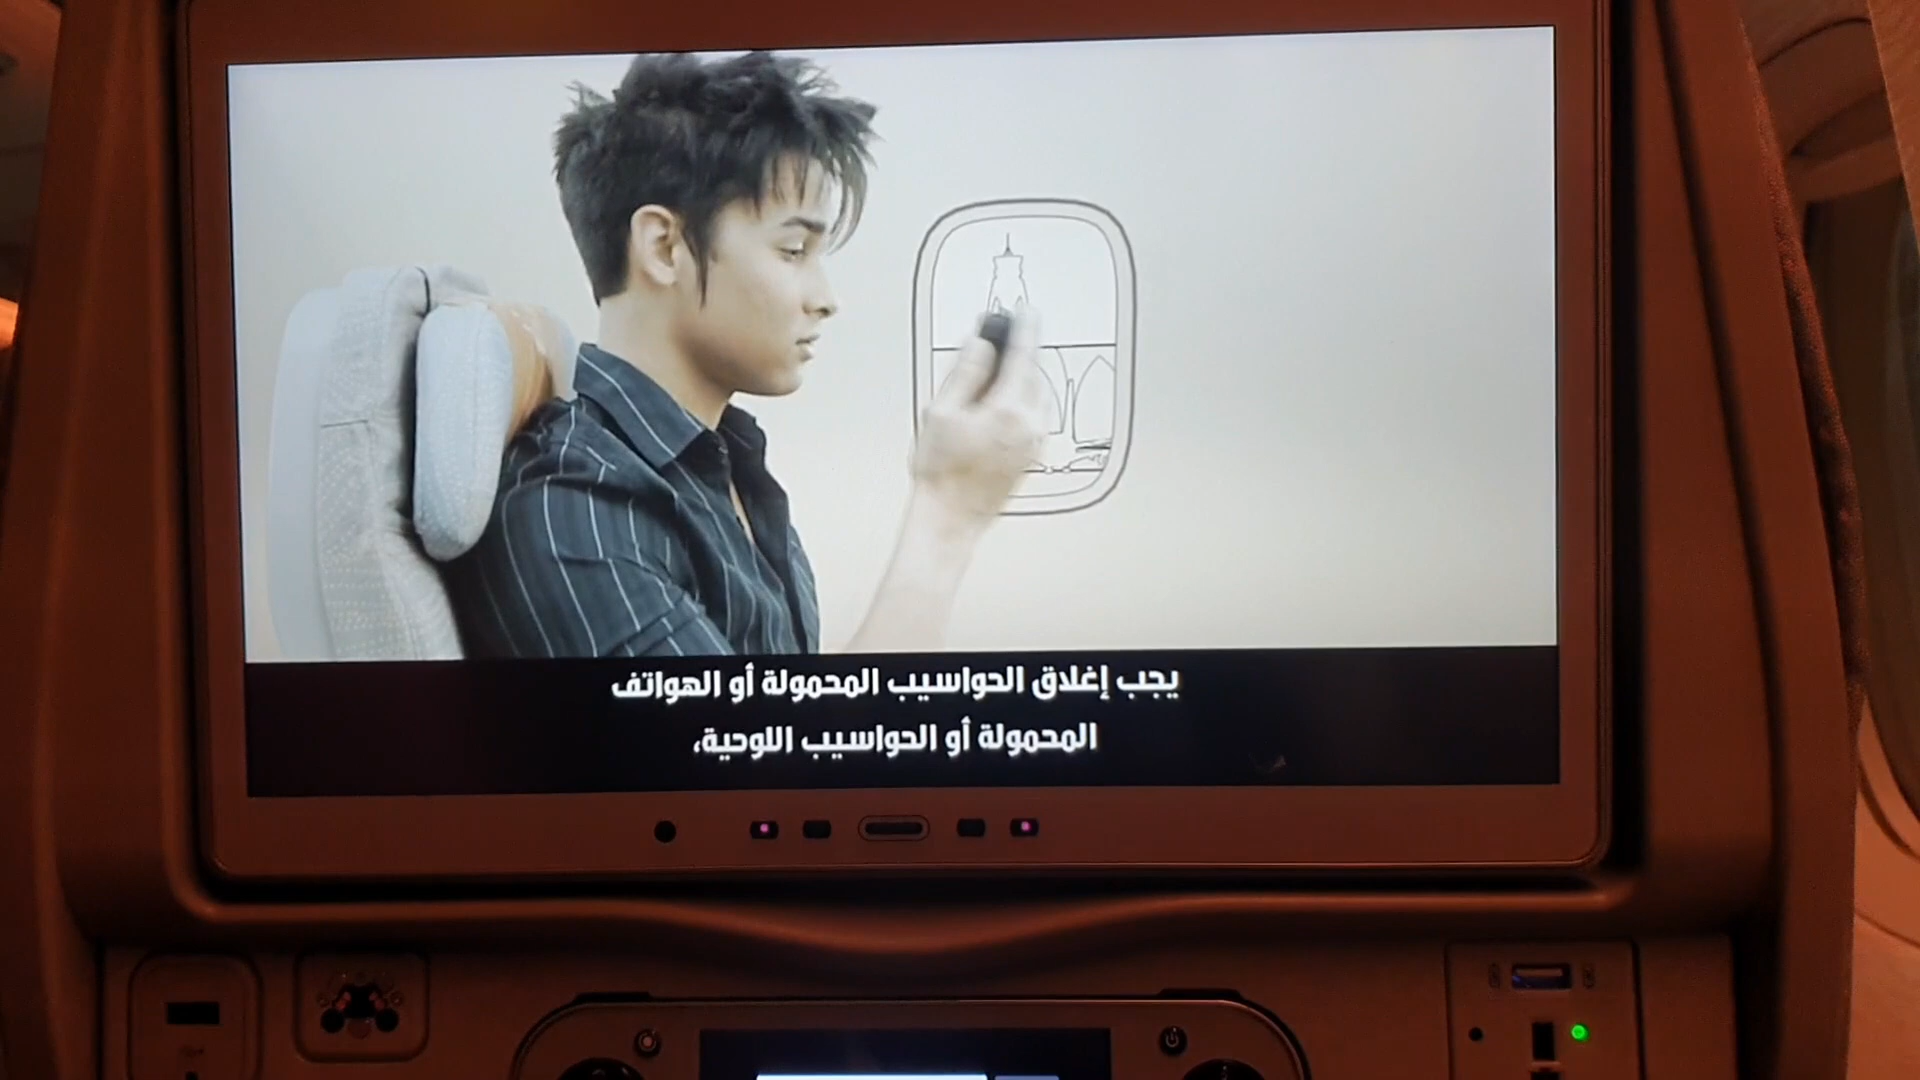 يجب إغلاق الحواسيب المحمولة أو الهواتف
المحمولة أو الحواسيب اللوحية،